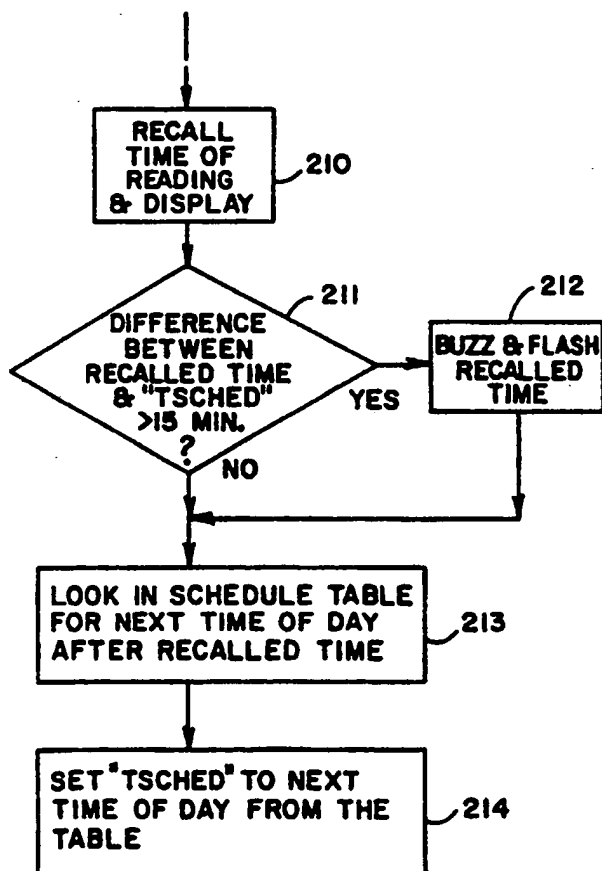 RECALL
TIME OF
READING
& DISPLAY
210
211
DIFFERENCE
BETWEEN
RECALLED TIME
& "TSCHED"
>15 MIN.
?
YES
NO
212
BUZZ & FLASH
RECALLED
TIME
LOOK IN SCHEDULE TABLE
FOR NEXT TIME OF DAY
AFTER RECALLED TIME
213
SET "TSCHED" TO NEXT
TIME OF DAY FROM THE
TABLE
214